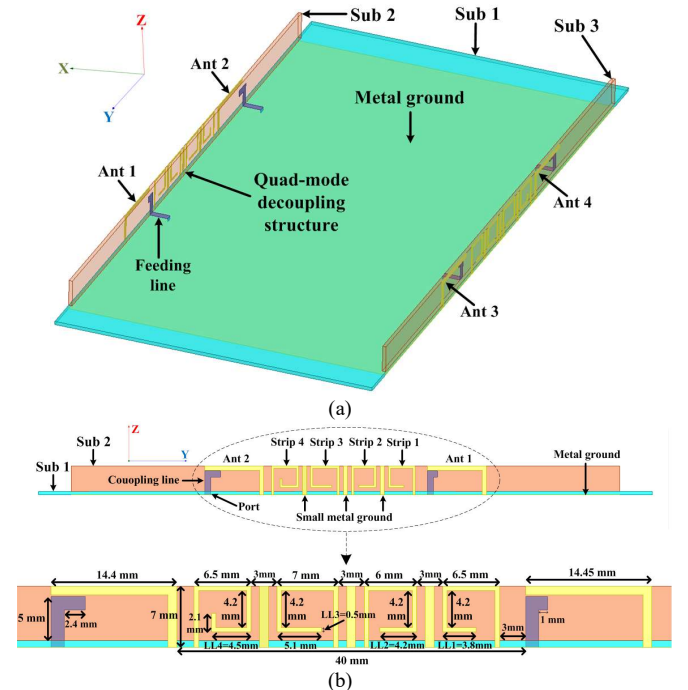 Z
X
Y
Sub 2
Sub 1
Sub 3
Ant 2
Metal ground
Ant 1
Ant 4
Quad-mode
decoupling
structure
Feeding
line
Ant 3
(a)
Z
Y
Sub 2
Sub 1
Couopling line
Port
Ant 2
Strip 4
Strip 3
Strip 2
Strip 1
Ant 1
Metal ground
Small metal ground
14.4 mm
6.5 mm
3mm
7 mm
3mm
6 mm
3mm
6.5 mm
14.45 mm
5 mm
2.4 mm
7 mm
2.1
mm
4.2
mm
4.2
mm
LL3=0.5mm
4.2
mm
4.2
mm
3mm
1 mm
LL4=4.5mm
5.1 mm
LL2=4.2mm
LL1=3.8mm
40 mm
(b)